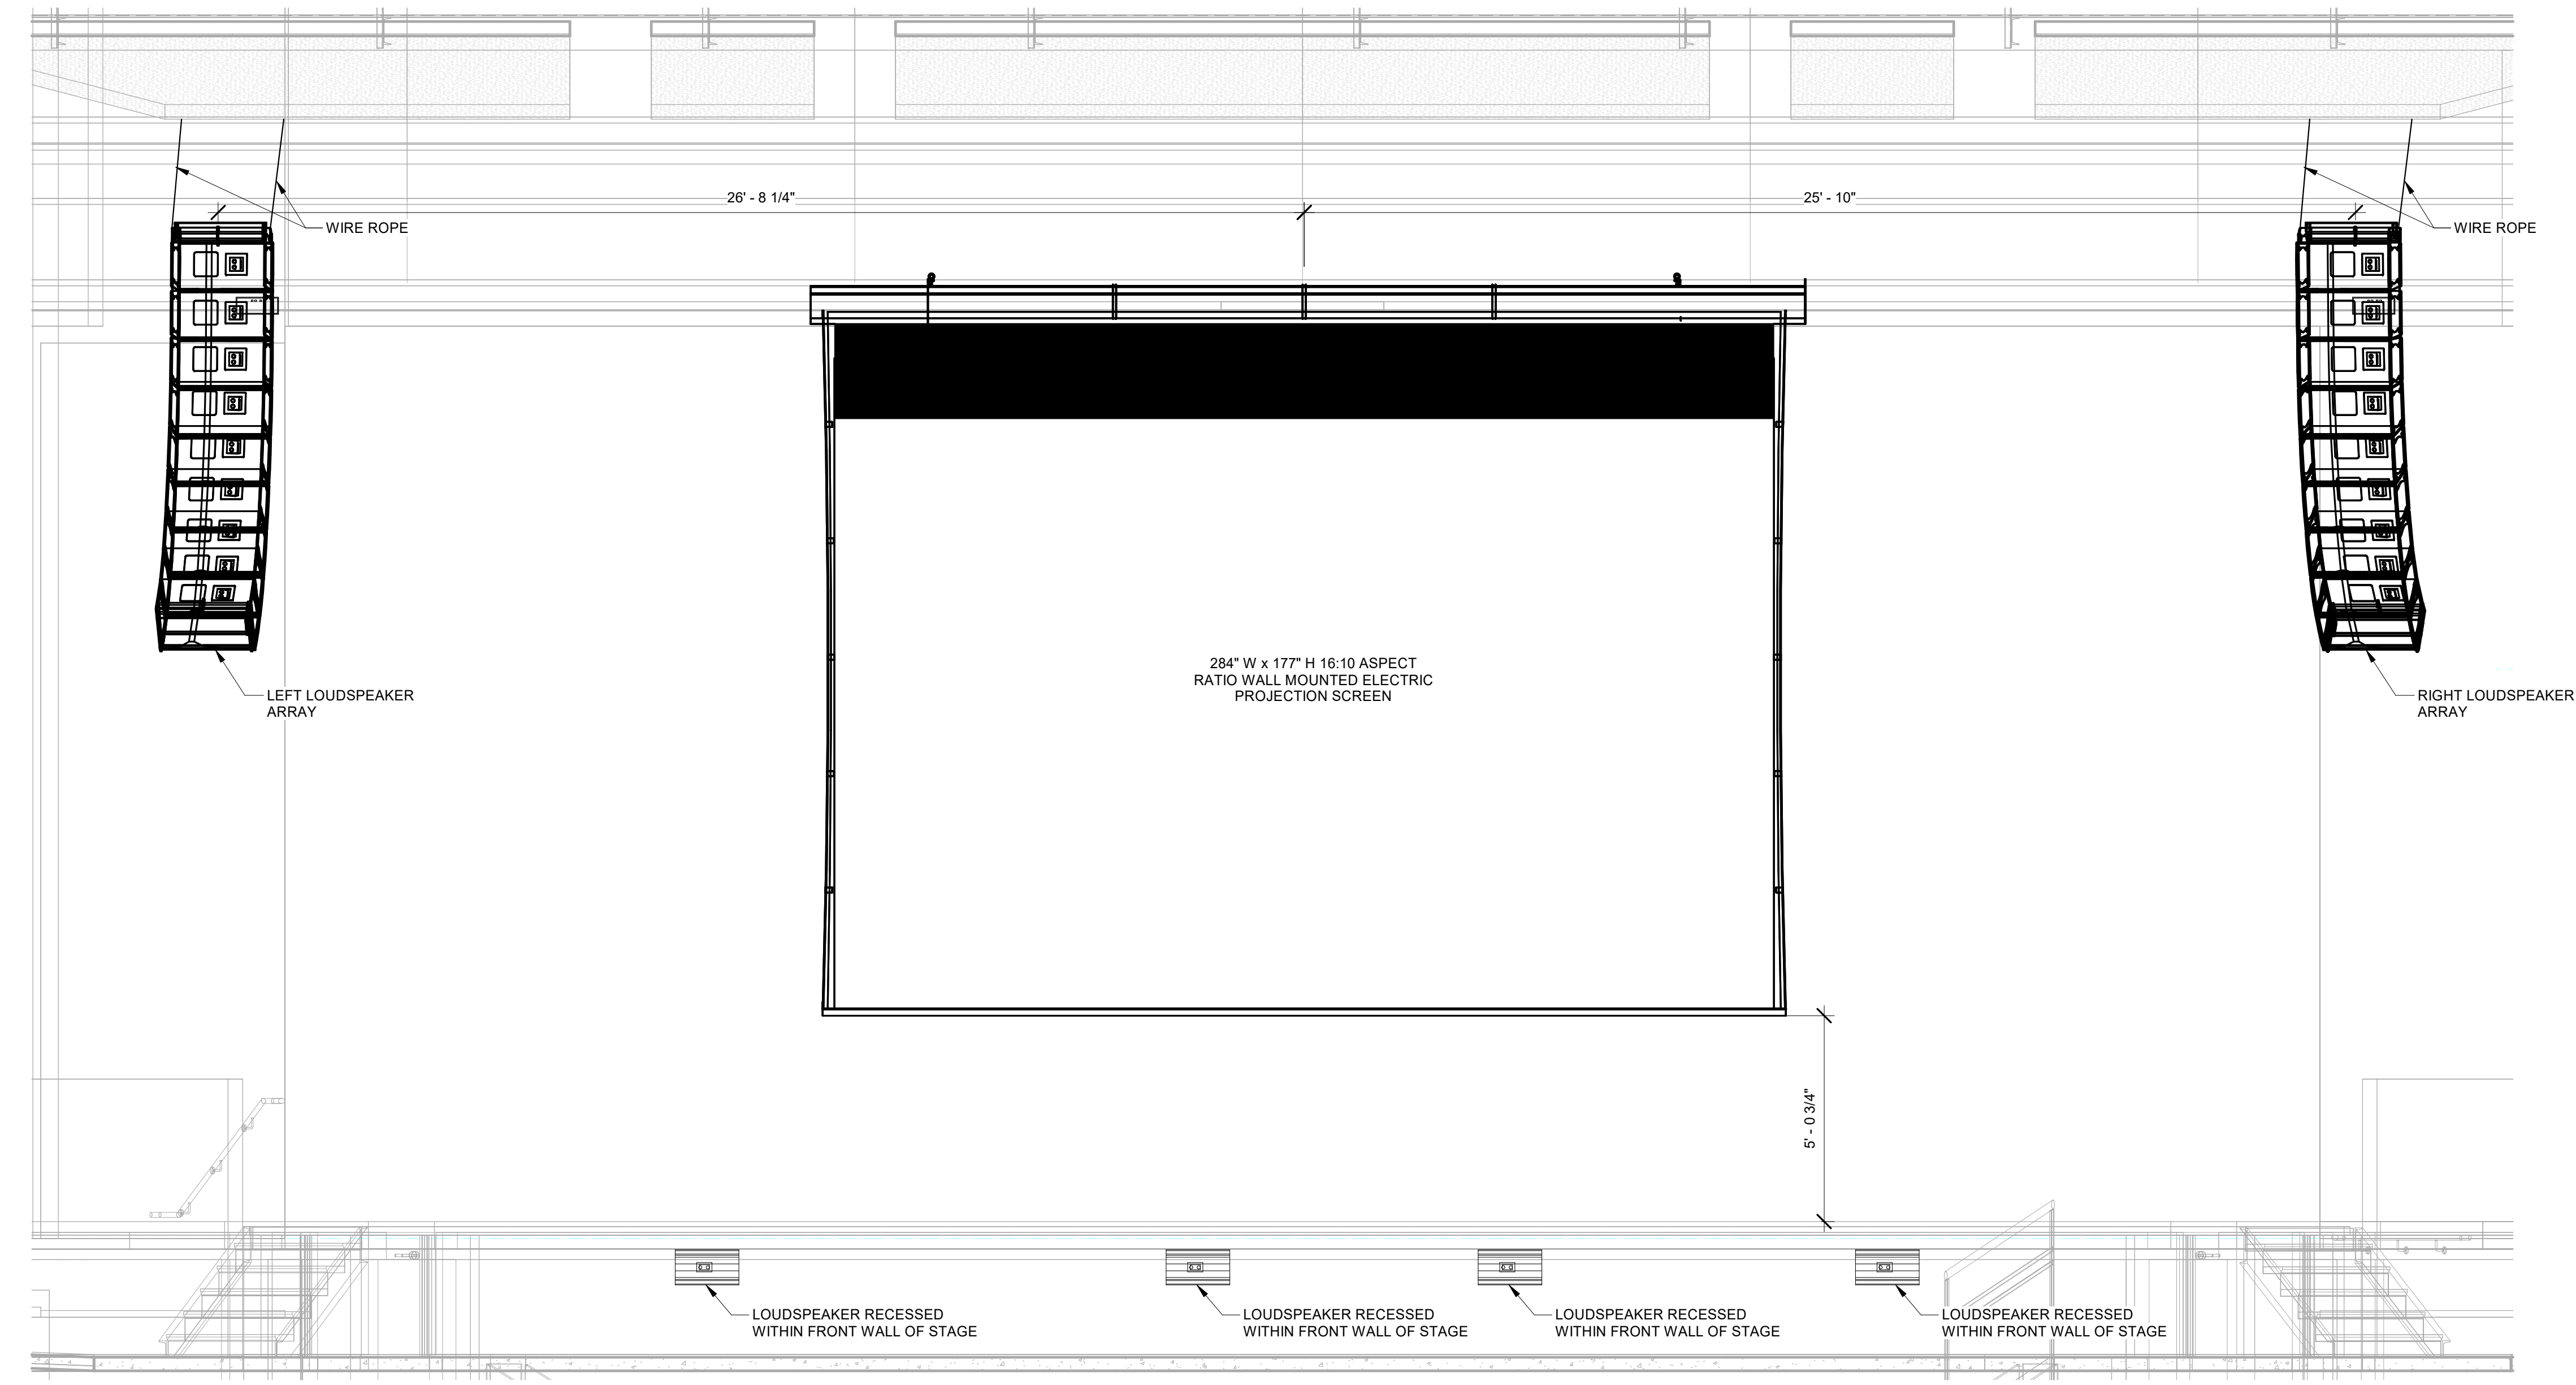 26' - 8 1/4"
25' - 10"
WIRE ROPE
WIRE ROPE
284" W x 177" H 16:10 ASPECT
RATIO WALL MOUNTED ELECTRIC
PROJECTION SCREEN
LEFT LOUDSPEAKER
ARRAY
RIGHT LOUDSPEAKER
ARRAY
5' - 0 3/4"
LOUDSPEAKER RECESSED
WITHIN FRONT WALL OF STAGE
LOUDSPEAKER RECESSED
WITHIN FRONT WALL OF STAGE
LOUDSPEAKER RECESSED
WITHIN FRONT WALL OF STAGE
LOUDSPEAKER RECESSED
WITHIN FRONT WALL OF STAGE